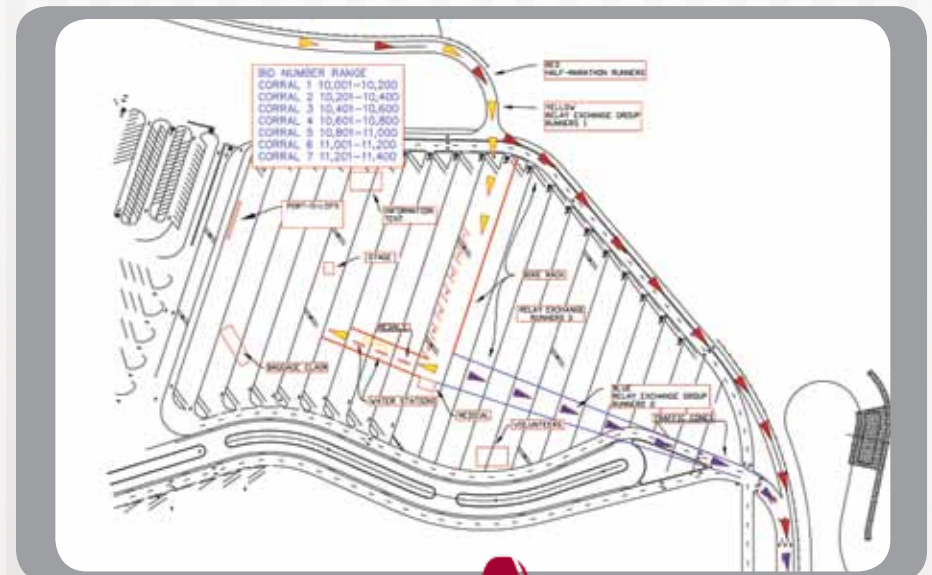 RED
HALF-MARATHON RUNNERS
BID NUMBER RANGE
CORRAL 1 10,001-10,200
CORRAL 2 10,201-10,400
CORRAL 3 10,401-10,600
CORRAL 4 10,601-10,800
CORRAL 5 10,801-11,000
CORRAL 6 11,001-11,200
CORRAL 7 11,201-11,400
YELLOW
RELAY EXCHANGE GROUP
RUNNERS 1
PORT-O-LETS
INFORMATION
TENT
STAGE
BIKE RACK
RELAY EXCHANGE
RUNNERS 2
MEDALS
BAGGAGE CLAIM
WATER STATIONS
MEDICAL
BLUE
RELAY EXCHANGE GROUP
RUNNERS 2
TRAFFIC CONES
VOLUNTEERS